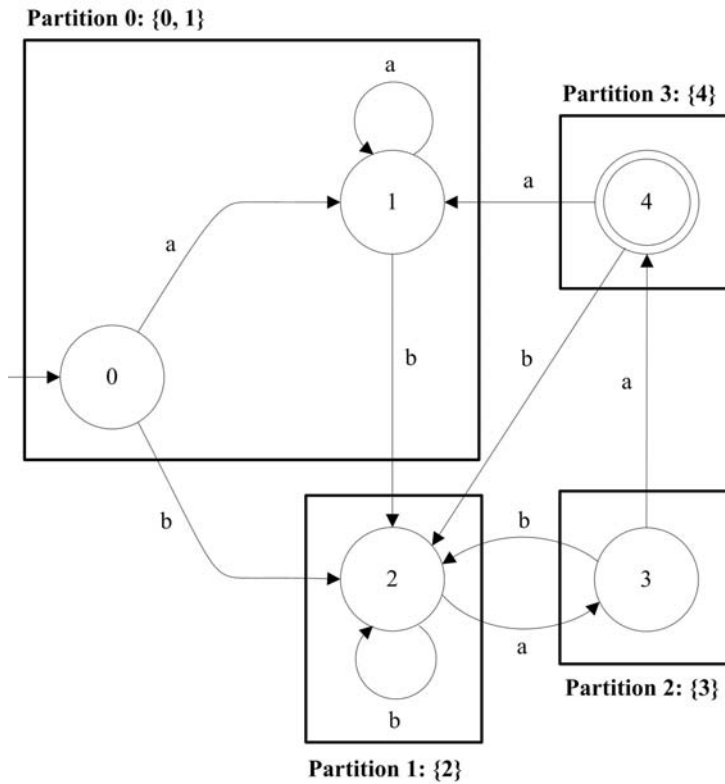 Partition 0: {0, 1}
a
Partition 3: {4}
1
a
4
a
b
b
a
0
b
b
2
3
a
b
Partition 2: {3}
Partition 1: {2}